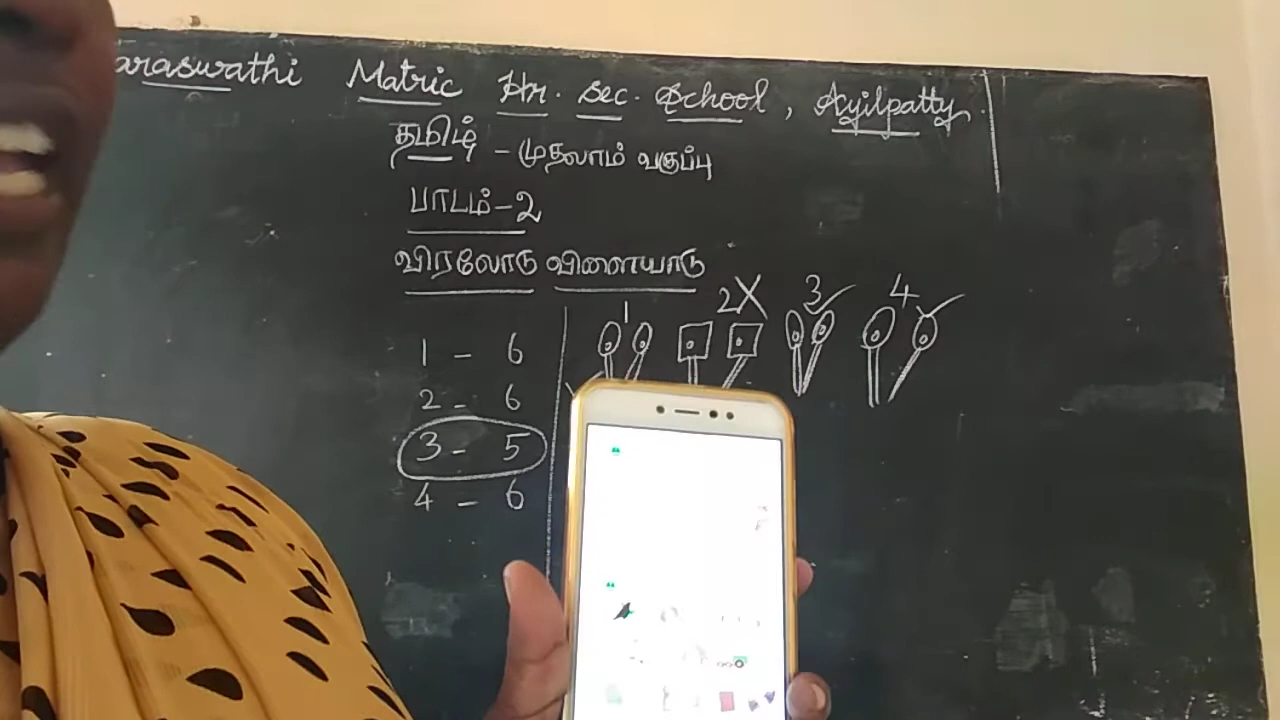 araswathi Matric Hr. Sec. School, Ayilpatty.
தமிழ் - முதலாம் வகுப்பு
பாடம்-2
விரலோடு விளையாடு
1 2X 3 4
1 - 6
2 - 6
3 - 5
4 - 6